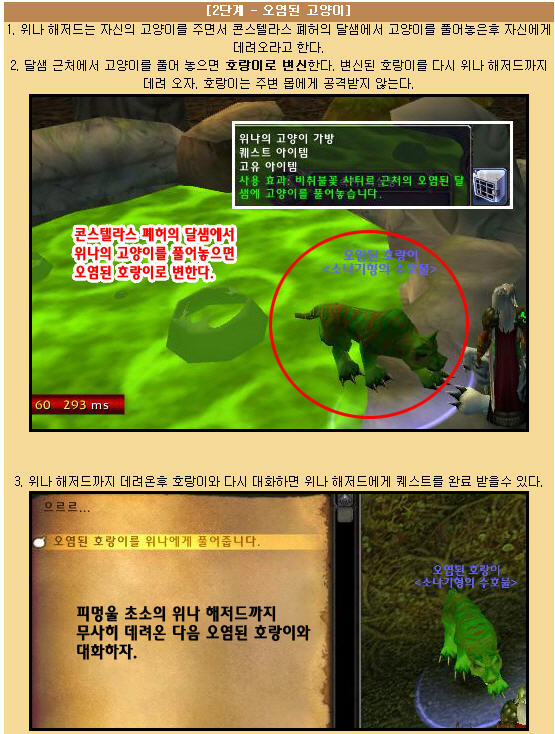 [2단계 - 오염된 고양이]
1. 위나 해저드는 자신의 고양이를 주면서 콘스텔라스 폐허의 달샘에서 고양이를 풀어놓은후 자신에게
데려오라고 한다.
2. 달샘 근처에서 고양이를 풀어 놓으면 호랑이로 변신한다. 변신된 호랑이를 다시 위나 해저드까지
데려 오자. 호랑이는 주변 몹에게 공격받지 않는다.
위나의 고양이 가방
퀘스트 아이템
고유 아이템
사용 효과: 비취불꽃 사티르 근처의 오염된 달
샘에 고양이를 풀어놓습니다.
콘스텔라스 폐허의 달샘에서
위나의 고양이를 풀어놓으면
오염된 호랑이로 변한다.
오염된 호랑이
<소나기형의 수호물>
60 293 ms
3. 위나 해저드까지 데려온후 호랑이와 다시 대화하면 위나 해저드에게 퀘스트를 완료 받을수 있다.
으르르...
오염된 호랑이를 위나에게 풀어줍니다.
피멍울 초소의 위나 해저드까지
무사히 데려온 다음 오염된 호랑이와
대화하자.
오염된 호랑이
<소나기형의 수호물>